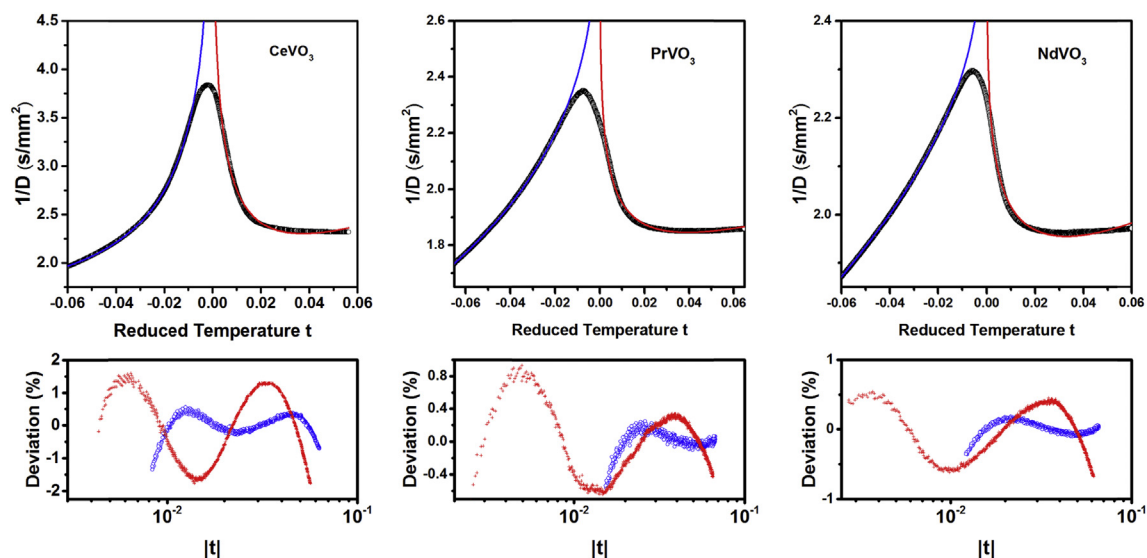 CeVO3
PrVO3
NdVO3
4.5
4.0
3.5
3.0
2.5
2.0
1/D (s/mm²)
-0.06 -0.04 -0.02 0.00 0.02 0.04 0.06
Reduced Temperature t
2.6
2.4
2.2
2.0
1.8
1/D (s/mm²)
-0.06 -0.04 -0.02 0.00 0.02 0.04 0.06
Reduced Temperature t
2.4
2.2
2.0
1/D (s/mm²)
-0.06 -0.04 -0.02 0.00 0.02 0.04 0.06
Reduced Temperature t
2
1
0
-1
-2
Deviation (%)
10⁻² 10⁻¹
|t|
0.8
0.4
0.0
-0.4
Deviation (%)
10⁻² 10⁻¹
|t|
1
0
-1
Deviation (%)
10⁻² 10⁻¹
|t|